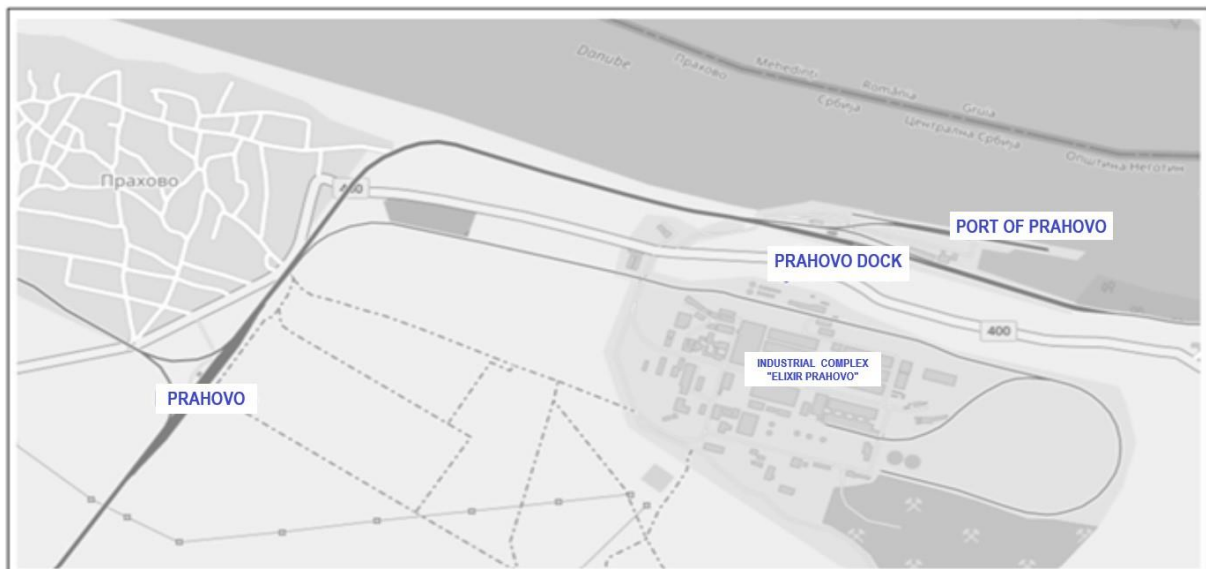 Danube
Прахово
Mehedinți
Србија
România
Gruia
Централна Србија
Општина Неготин
Прахово
400
PORT OF PRAHOVO
PRAHOVO DOCK
400
INDUSTRIAL COMPLEX
"ELIXIR PRAHOVO"
PRAHOVO